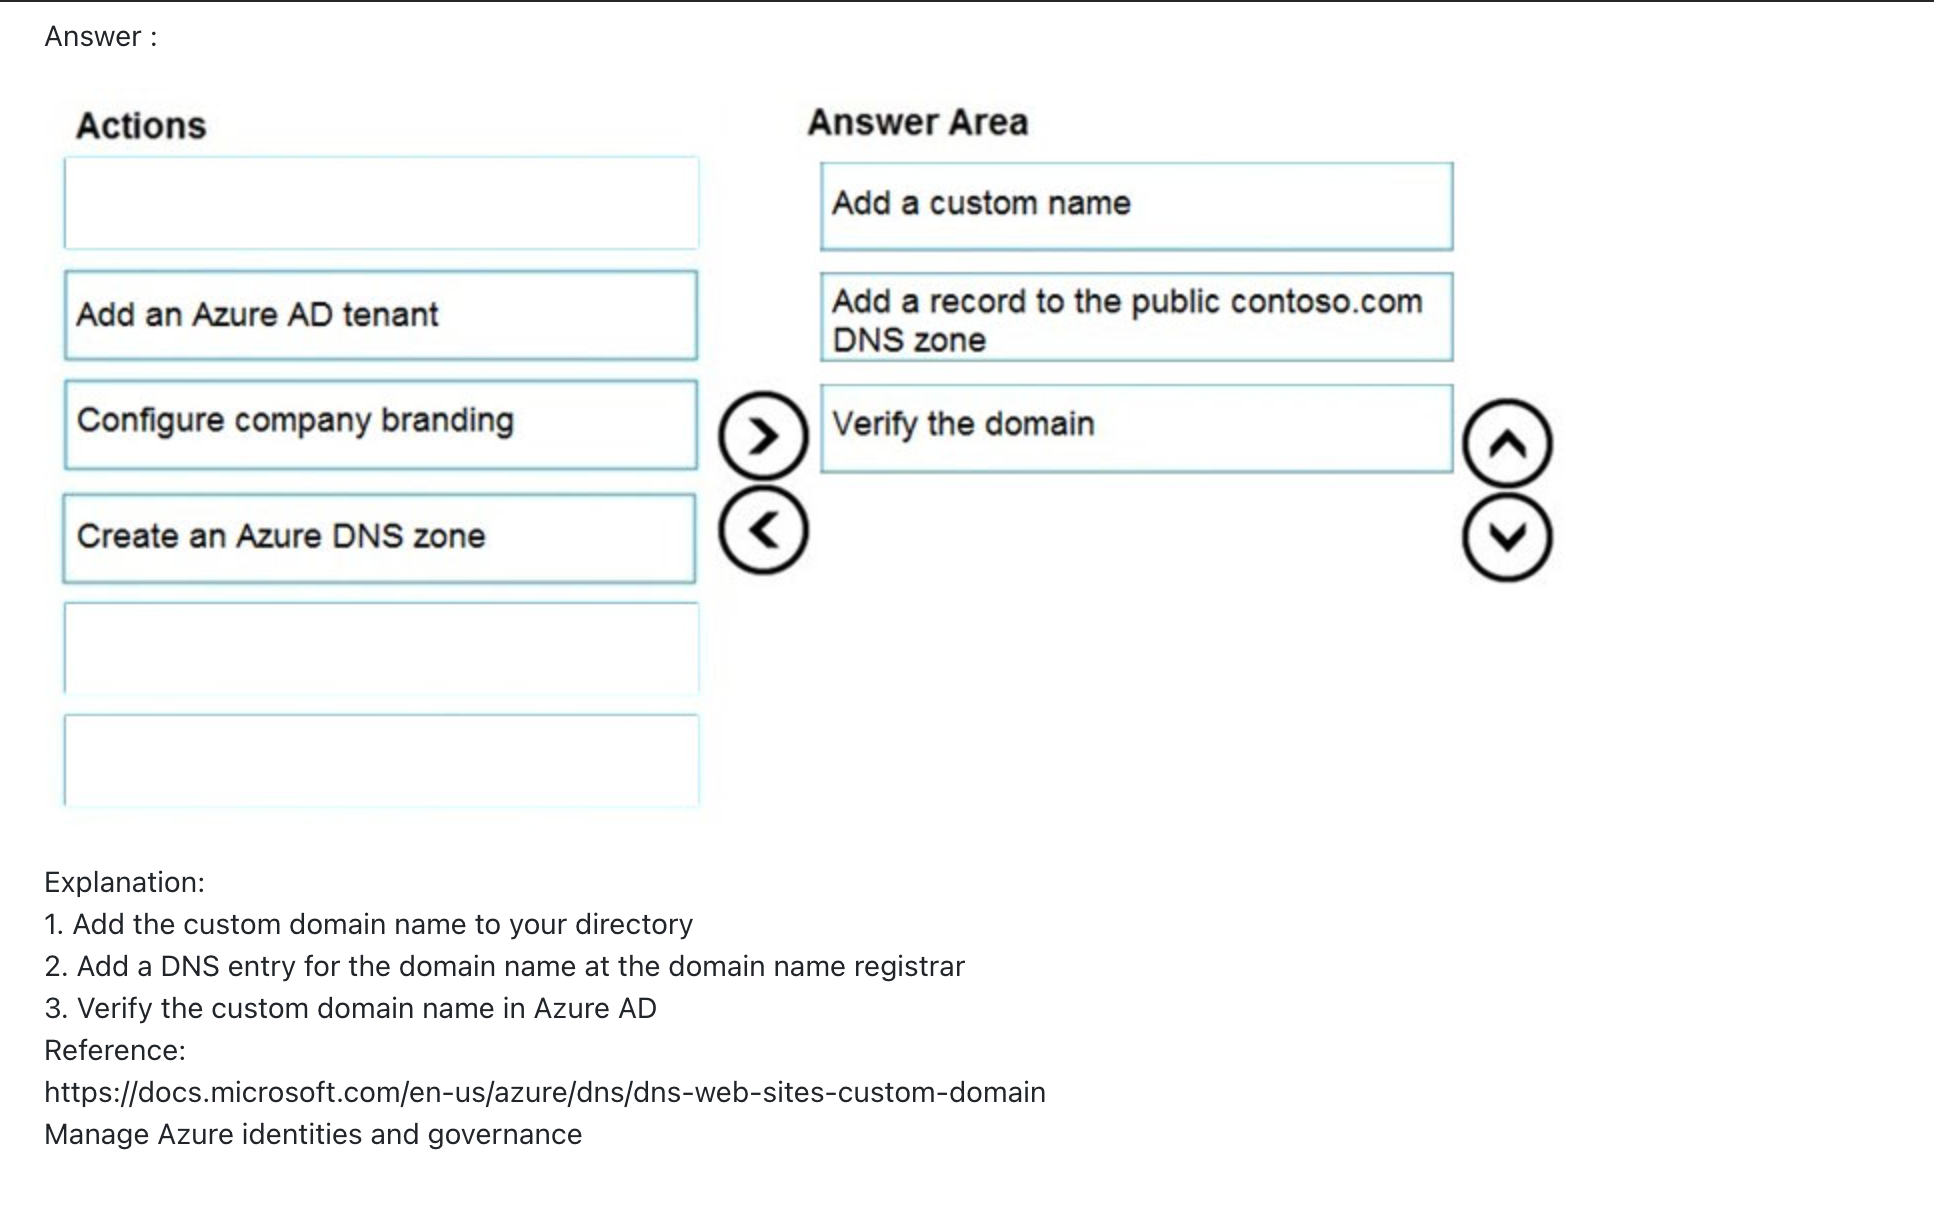 Answer :
Actions
Add an Azure AD tenant
Configure company branding
Create an Azure DNS zone
Answer Area
Add a custom name
Add a record to the public contoso.com
DNS zone
Verify the domain
Explanation:
1. Add the custom domain name to your directory
2. Add a DNS entry for the domain name at the domain name registrar
3. Verify the custom domain name in Azure AD
Reference:
https://docs.microsoft.com/en-us/azure/dns/dns-web-sites-custom-domain
Manage Azure identities and governance